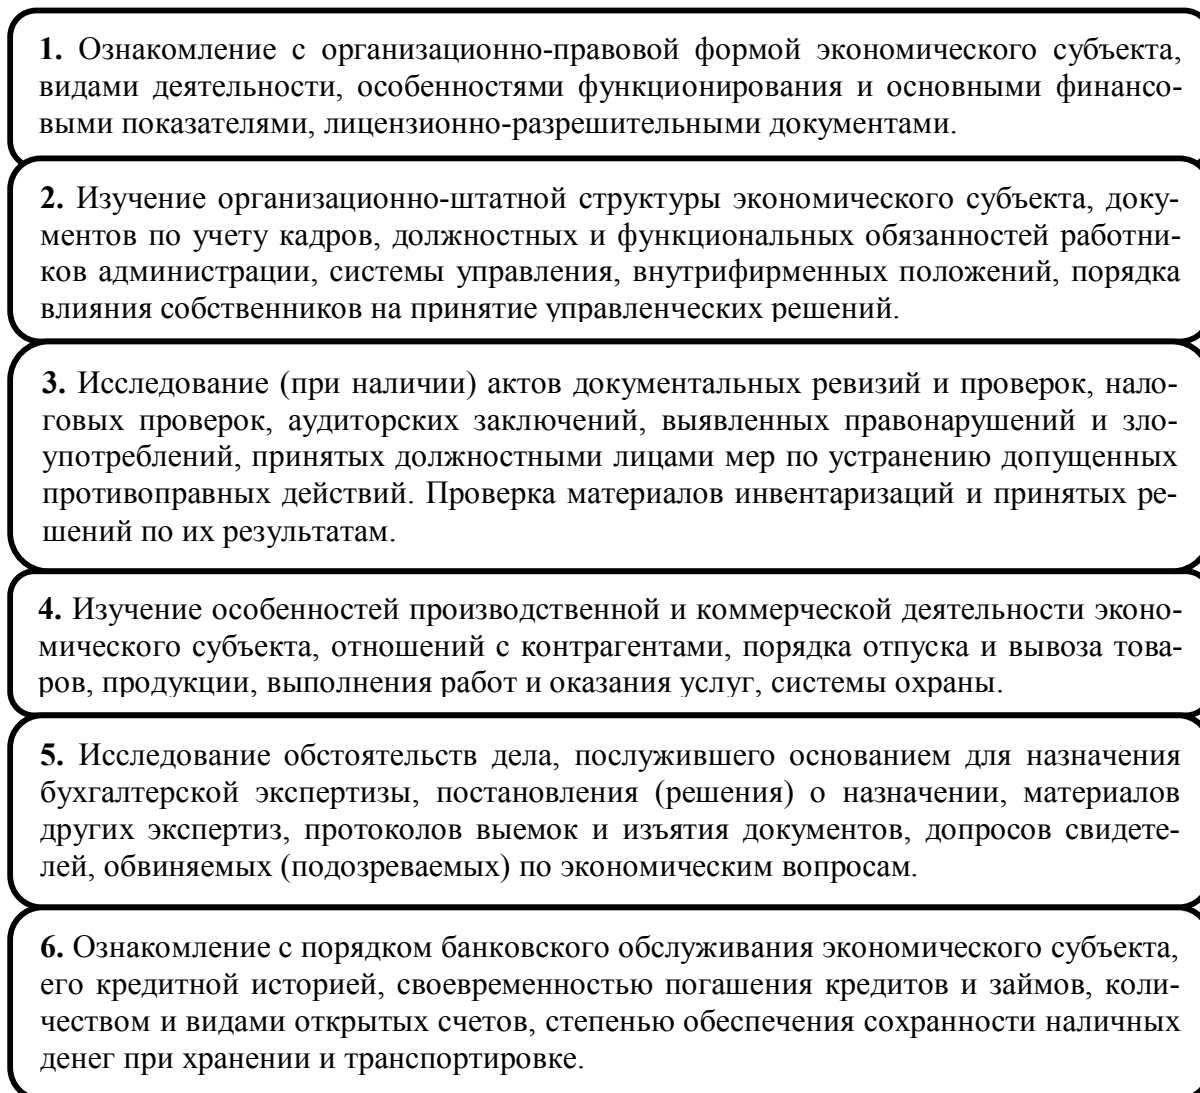 1. Ознакомление с организационно-правовой формой экономического субъекта,
видами деятельности, особенностями функционирования и основными финансо-
выми показателями, лицензионно-разрешительными документами.
2. Изучение организационно-штатной структуры экономического субъекта, доку-
ментов по учету кадров, должностных и функциональных обязанностей работни-
ков администрации, системы управления, внутрифирменных положений, порядка
влияния собственников на принятие управленческих решений.
3. Исследование (при наличии) актов документальных ревизий и проверок, нало-
говых проверок, аудиторских заключений, выявленных правонарушений и зло-
употреблений, принятых должностными лицами мер по устранению допущенных
противоправных действий. Проверка материалов инвентаризаций и принятых ре-
шений по их результатам.
4. Изучение особенностей производственной и коммерческой деятельности эконо-
мического субъекта, отношений с контрагентами, порядка отпуска и вывоза това-
ров, продукции, выполнения работ и оказания услуг, системы охраны.
5. Исследование обстоятельств дела, послужившего основанием для назначения
бухгалтерской экспертизы, постановления (решения) о назначении, материалов
других экспертиз, протоколов выемок и изъятия документов, допросов свидете-
лей, обвиняемых (подозреваемых) по экономическим вопросам.
6. Ознакомление с порядком банковского обслуживания экономического субъекта,
его кредитной историей, своевременностью погашения кредитов и займов, коли-
чеством и видами открытых счетов, степенью обеспечения сохранности наличных
денег при хранении и транспортировке.